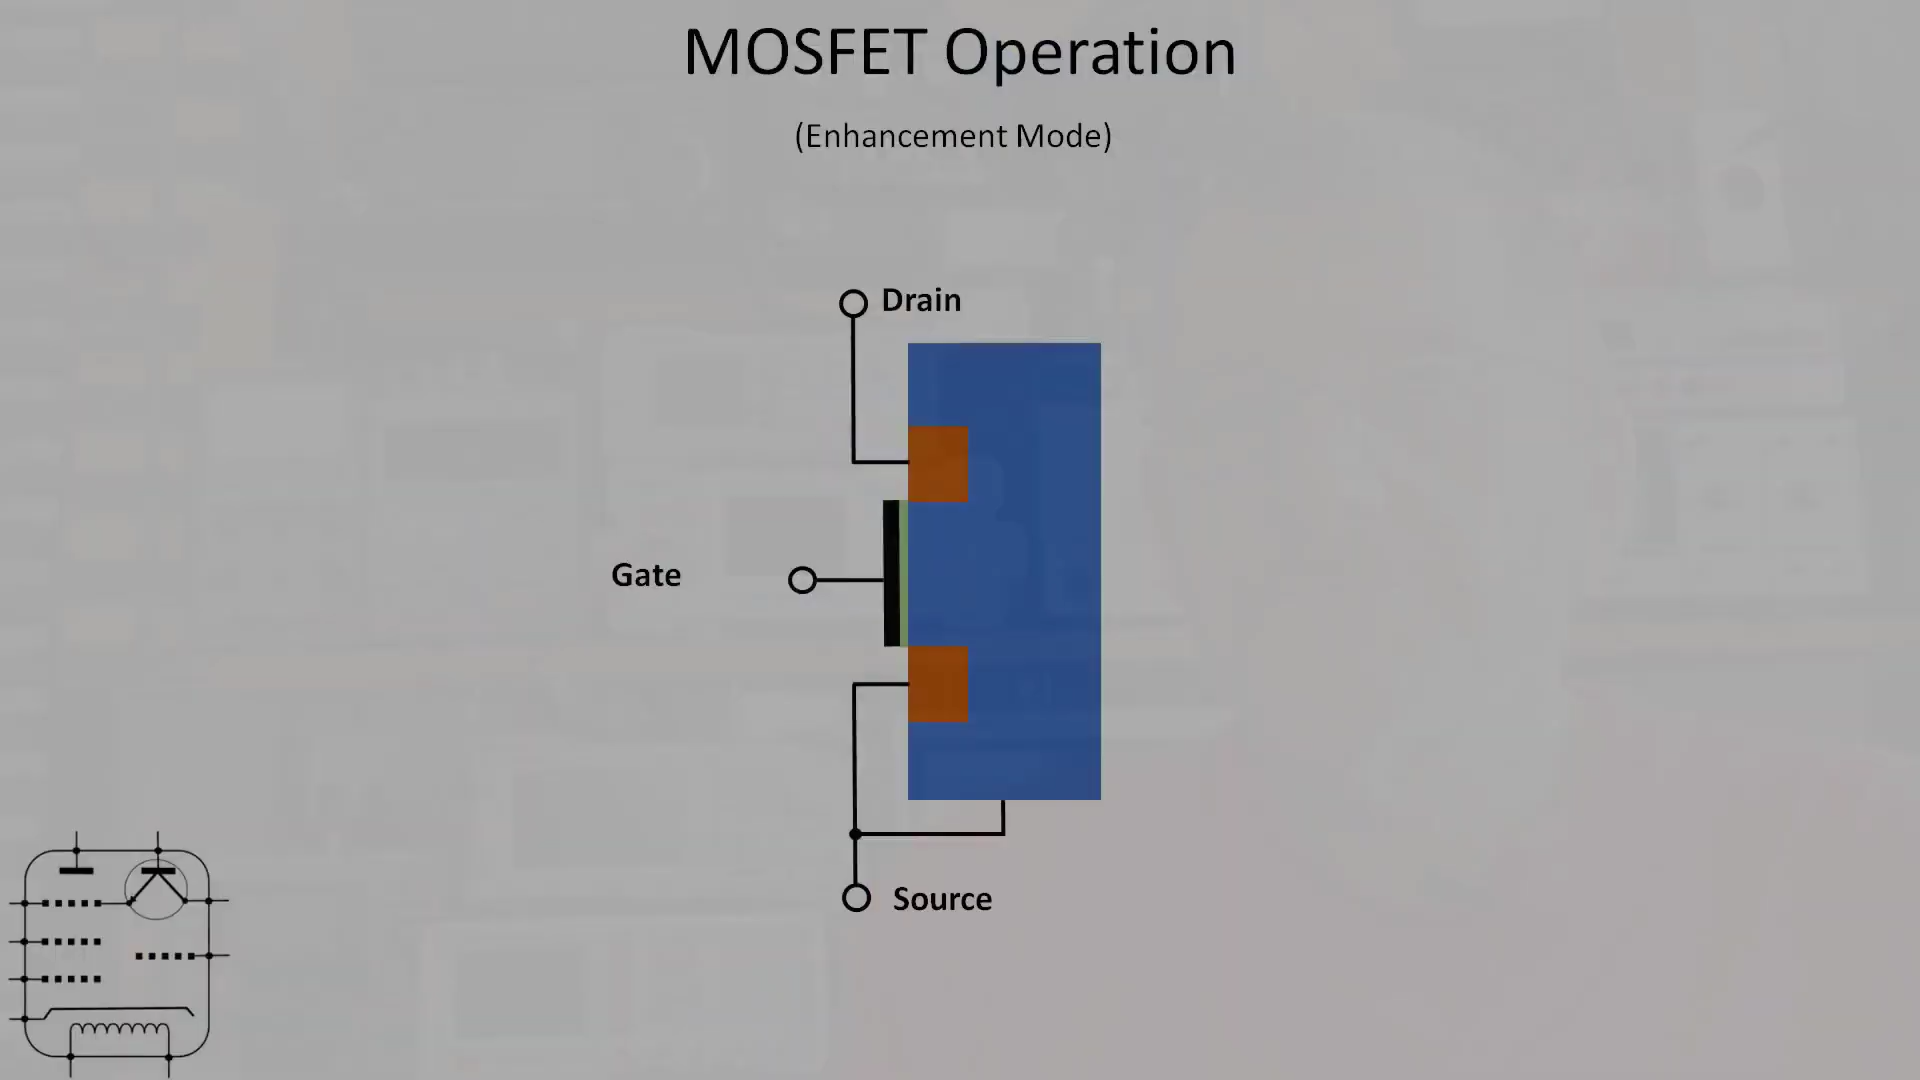 MOSFET Operation
(Enhancement Mode)
Drain
Gate
Source